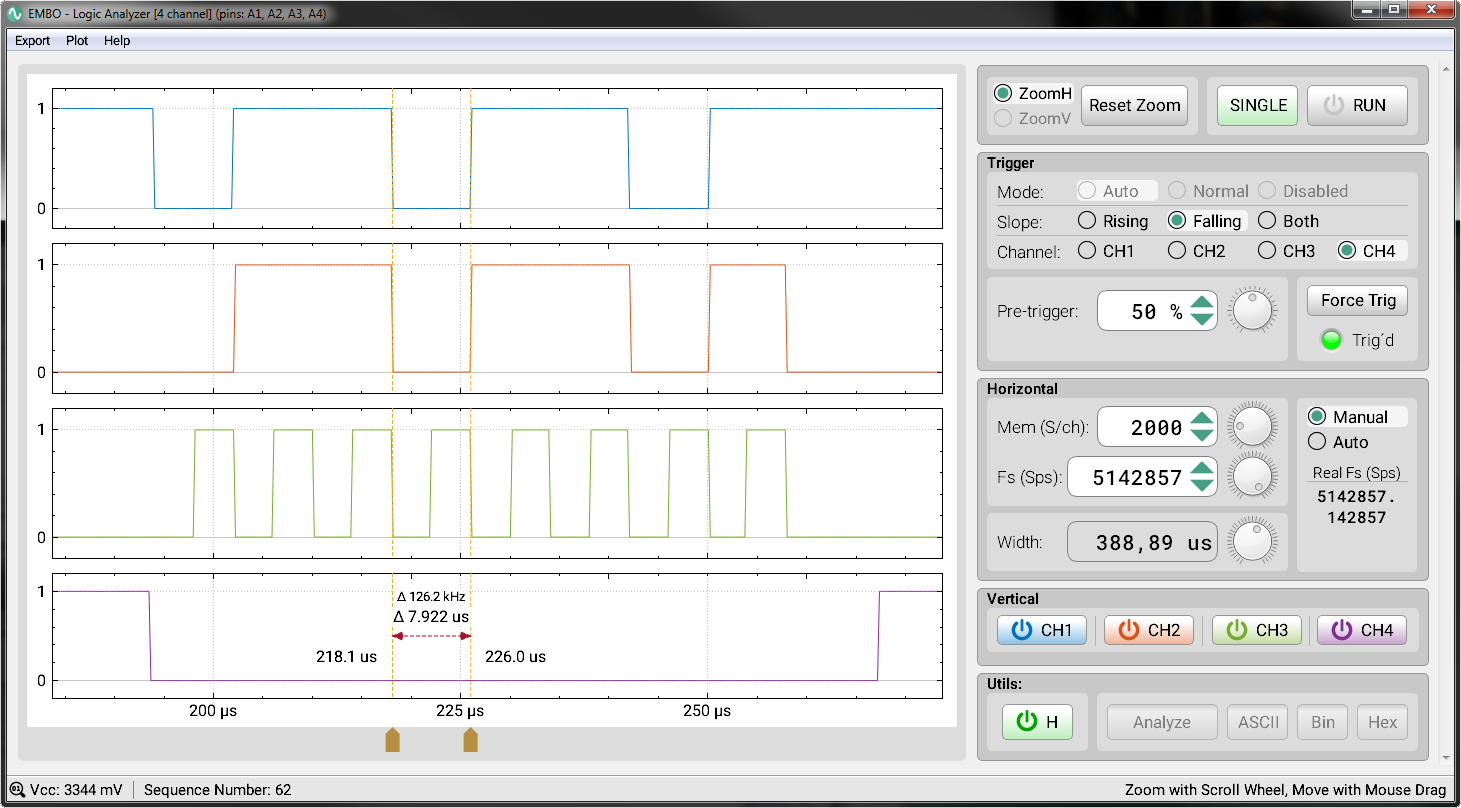 EMBO - Logic Analyzer [4 channel] (pins: A1, A2, A3, A4)
Export Plot Help
1
0
1
0
1
0
1
0
Δ 126.2 kHz
Δ 7.922 us
218.1 us 226.0 us
200 µs 225 µs 250 µs
ZoomH
ZoomV
Reset Zoom
SINGLE
RUN
Trigger
Mode: Auto Normal Disabled
Slope: Rising Falling Both
Channel: CH1 CH2 CH3 CH4
Pre-trigger: 50 %
Force Trig
Trig´d
Horizontal
Mem (S/ch): 2000
Fs (Sps): 5142857
Width: 388,89 us
Manual
Auto
Real Fs (Sps)
5142857.
142857
Vertical
CH1 CH2 CH3 CH4
Utils:
H Analyze ASCII Bin Hex
Vcc: 3344 mV Sequence Number: 62 Zoom with Scroll Wheel, Move with Mouse Drag